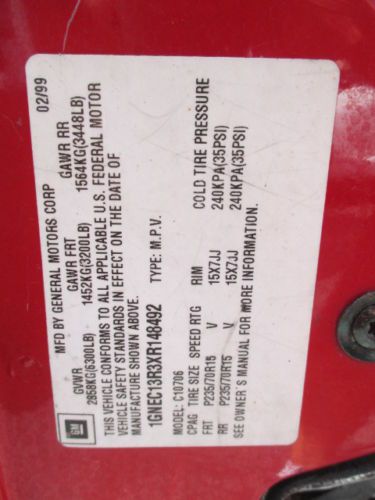 MFD BY GENERAL MOTORS CORP 02/99
GVWR GAWR FRT GAWR RR
2858KG(6300LB) 1452KG(3200LB) 1564KG(3448LB)
THIS VEHICLE CONFORMS TO ALL APPLICABLE U.S. FEDERAL MOTOR
VEHICLE SAFETY STANDARDS IN EFFECT ON THE DATE OF
MANUFACTURE SHOWN ABOVE.
1GNEC13R3XR148492 TYPE: M.P.V.
MODEL: C10706
CPAG TIRE SIZE SPEED RTG RIM COLD TIRE PRESSURE
FRT P235/70R15 V 15X7JJ 240KPA(35PSI)
RR P235/70R15 V 15X7JJ 240KPA(35PSI)
SEE OWNER'S MANUAL FOR MORE INFORMATION.
GM